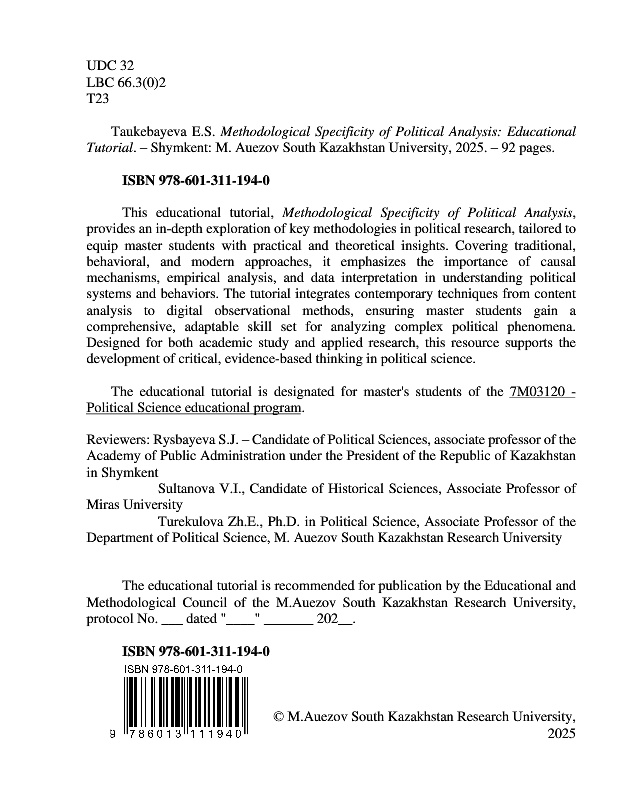 UDC 32
LBC 66.3(0)2
T23
Taukebayeva E.S. Methodological Specificity of Political Analysis: Educational
Tutorial. – Shymkent: M. Auezov South Kazakhstan University, 2025. – 92 pages.
ISBN 978-601-311-194-0
This educational tutorial, Methodological Specificity of Political Analysis,
provides an in-depth exploration of key methodologies in political research, tailored to
equip master students with practical and theoretical insights. Covering traditional,
behavioral, and modern approaches, it emphasizes the importance of causal
mechanisms, empirical analysis, and data interpretation in understanding political
systems and behaviors. The tutorial integrates contemporary techniques from content
analysis to digital observational methods, ensuring master students gain a
comprehensive, adaptable skill set for analyzing complex political phenomena.
Designed for both academic study and applied research, this resource supports the
development of critical, evidence-based thinking in political science.
The educational tutorial is designated for master's students of the 7M03120 -
Political Science educational program.
Reviewers: Rysbayeva S.J. – Candidate of Political Sciences, associate professor of the
Academy of Public Administration under the President of the Republic of Kazakhstan
in Shymkent
Sultanova V.I., Candidate of Historical Sciences, Associate Professor of
Miras University
Turekulova Zh.E., Ph.D. in Political Science, Associate Professor of the
Department of Political Science, M. Auezov South Kazakhstan Research University
The educational tutorial is recommended for publication by the Educational and
Methodological Council of the M.Auezov South Kazakhstan Research University,
protocol No. ___ dated "____" _______ 202__.
ISBN 978-601-311-194-0
ISBN 978-601-311-194-0
9 786013 111940
© M.Auezov South Kazakhstan Research University,
2025